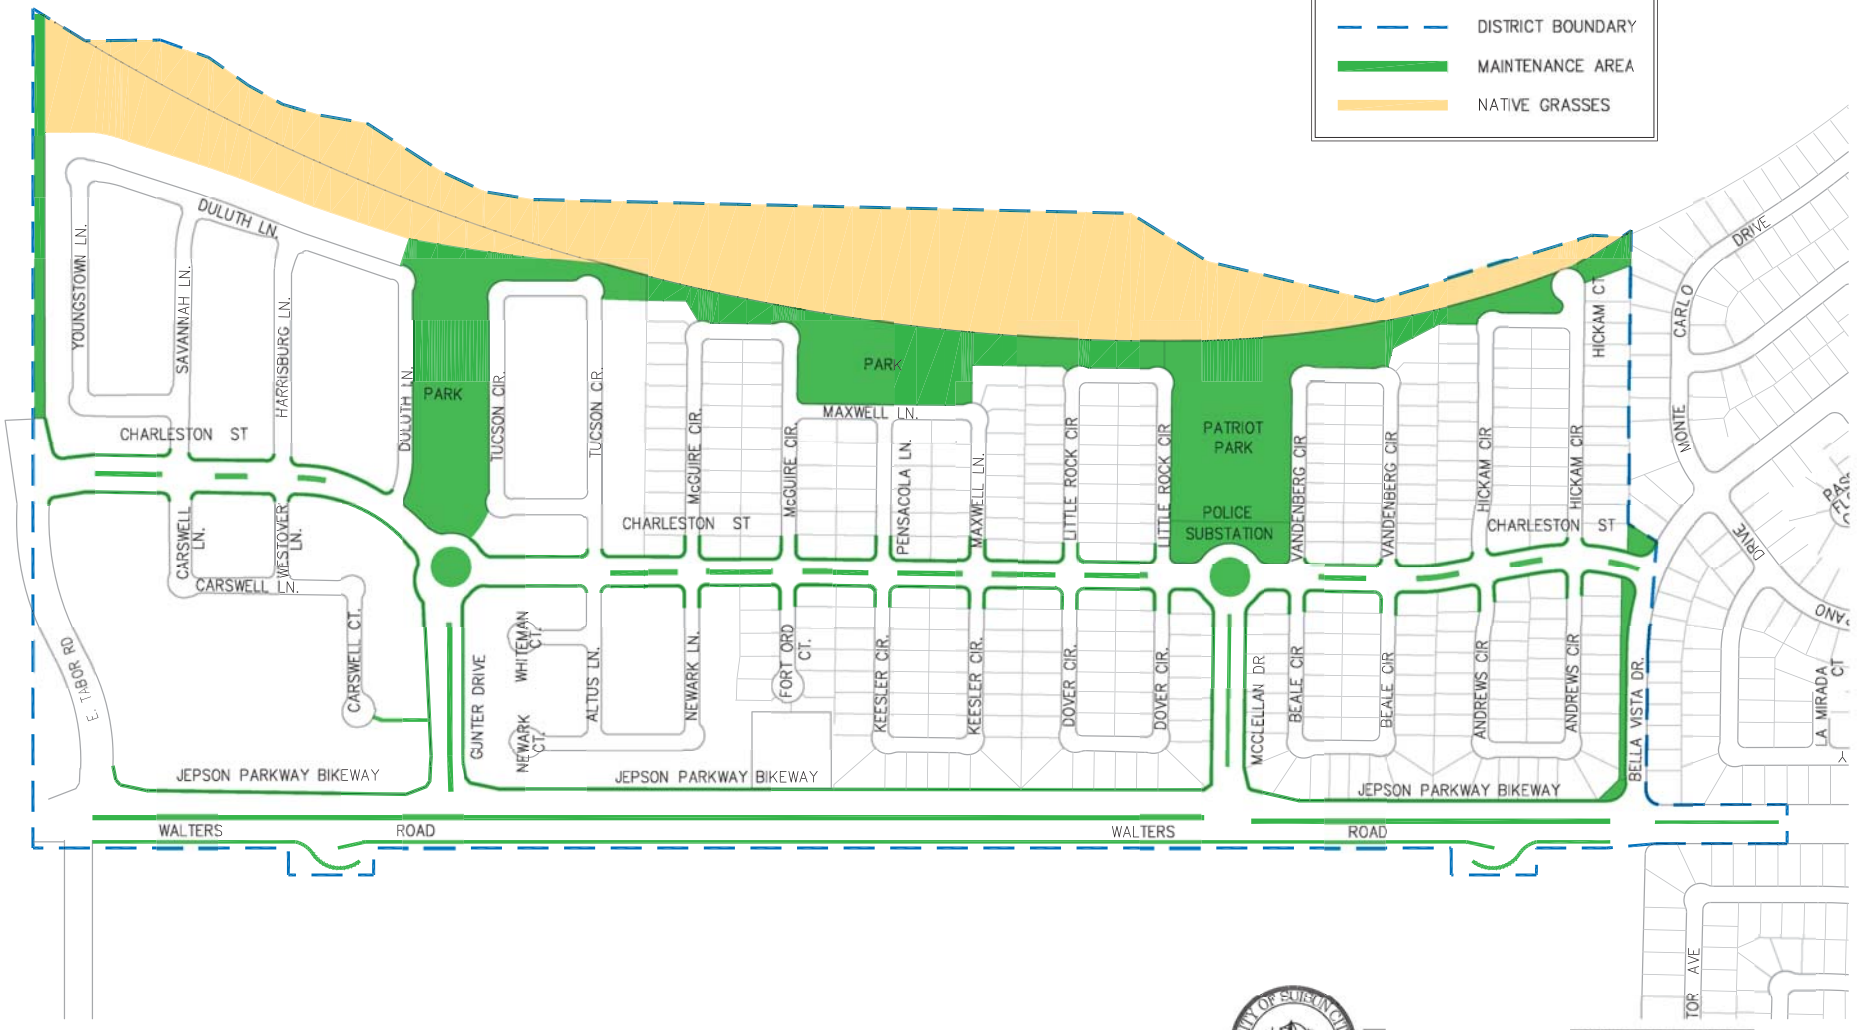 DISTRICT BOUNDARY
MAINTENANCE AREA
NATIVE GRASSES
DULUTH LN.
YOUNGSTOWN LN.
SAVANNAH LN.
HARRISBURG LN.
DULUTH LN.
PARK
TUCSON CIR.
TUCSON CR.
McGUIRE CIR.
McGUIRE CIR.
PARK
MAXWELL LN.
PENSACOLA LN.
MAXWELL LN.
LITTLE ROCK CIR
LITTLE ROCK CIR
PATRIOT
PARK
POLICE
SUBSTATION
VANDENBERG CIR
VANDENBERG CIR
HICKAM CIR
HICKAM CIR
HICKAM CT
MONTE
CARLO
DRIVE
DRIVE
CHARLESTON ST
CHARLESTON ST
CHARLESTON ST
CARSWELL
LN.
WESTOVER
LN.
CARSWELL LN.
CARSWELL CT.
E. TABOR RD
GUNTER DRIVE
WHITEMAN
CT.
NEWARK
CT.
ALTUS LN.
NEWARK LN.
FORT ORD
CT.
KEESLER CIR.
KEESLER CIR.
DOVER CIR.
DOVER CIR.
MCCLELLAN DR
BEALE CIR
BEALE CIR
ANDREWS CIR
ANDREWS CIR
BELLA VISTA DR.
LA MIRADA
CT
JEPSON PARKWAY BIKEWAY
JEPSON PARKWAY BIKEWAY
JEPSON PARKWAY BIKEWAY
WALTERS ROAD
WALTERS ROAD
TOR AVE
ITY OF SUISUN CIT